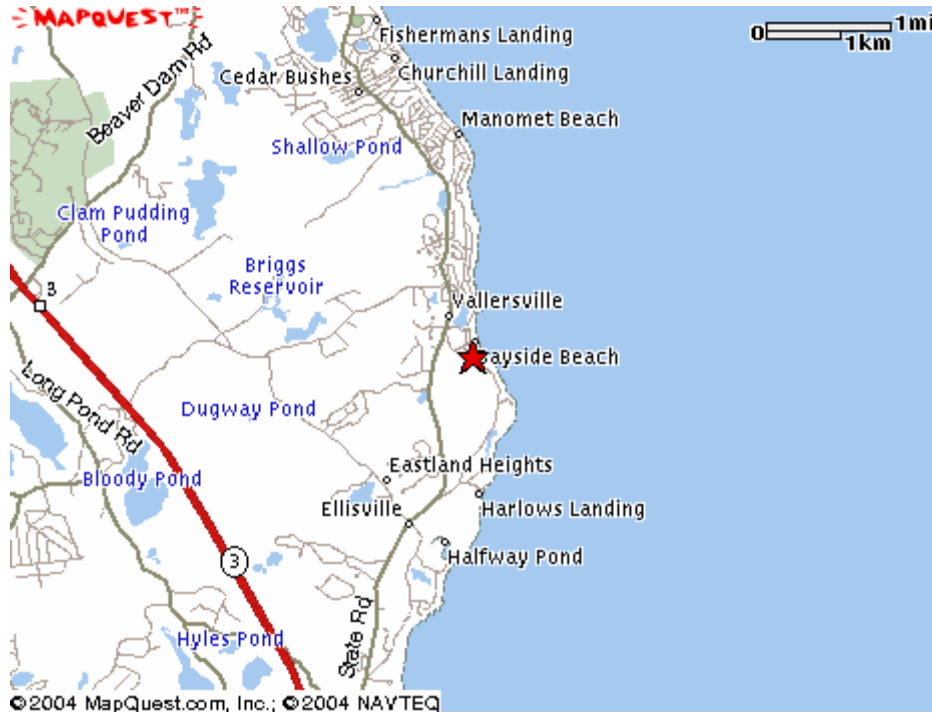 MAPQUEST™
0 1mi
1km
Fishermans Landing
Beaver Dam Rd
Cedar Bushes
Churchill Landing
Manomet Beach
Shallow Pond
Clam Pudding
Pond
Briggs
Reservoir
3
Vallersville
ayside Beach
Long Pond Rd
Dugway Pond
Eastland Heights
Bloody Pond
Ellisville
Harlows Landing
3
Halfway Pond
State Rd
Hyles Pond
©2004 MapQuest.com, Inc.; ©2004 NAVTEQ